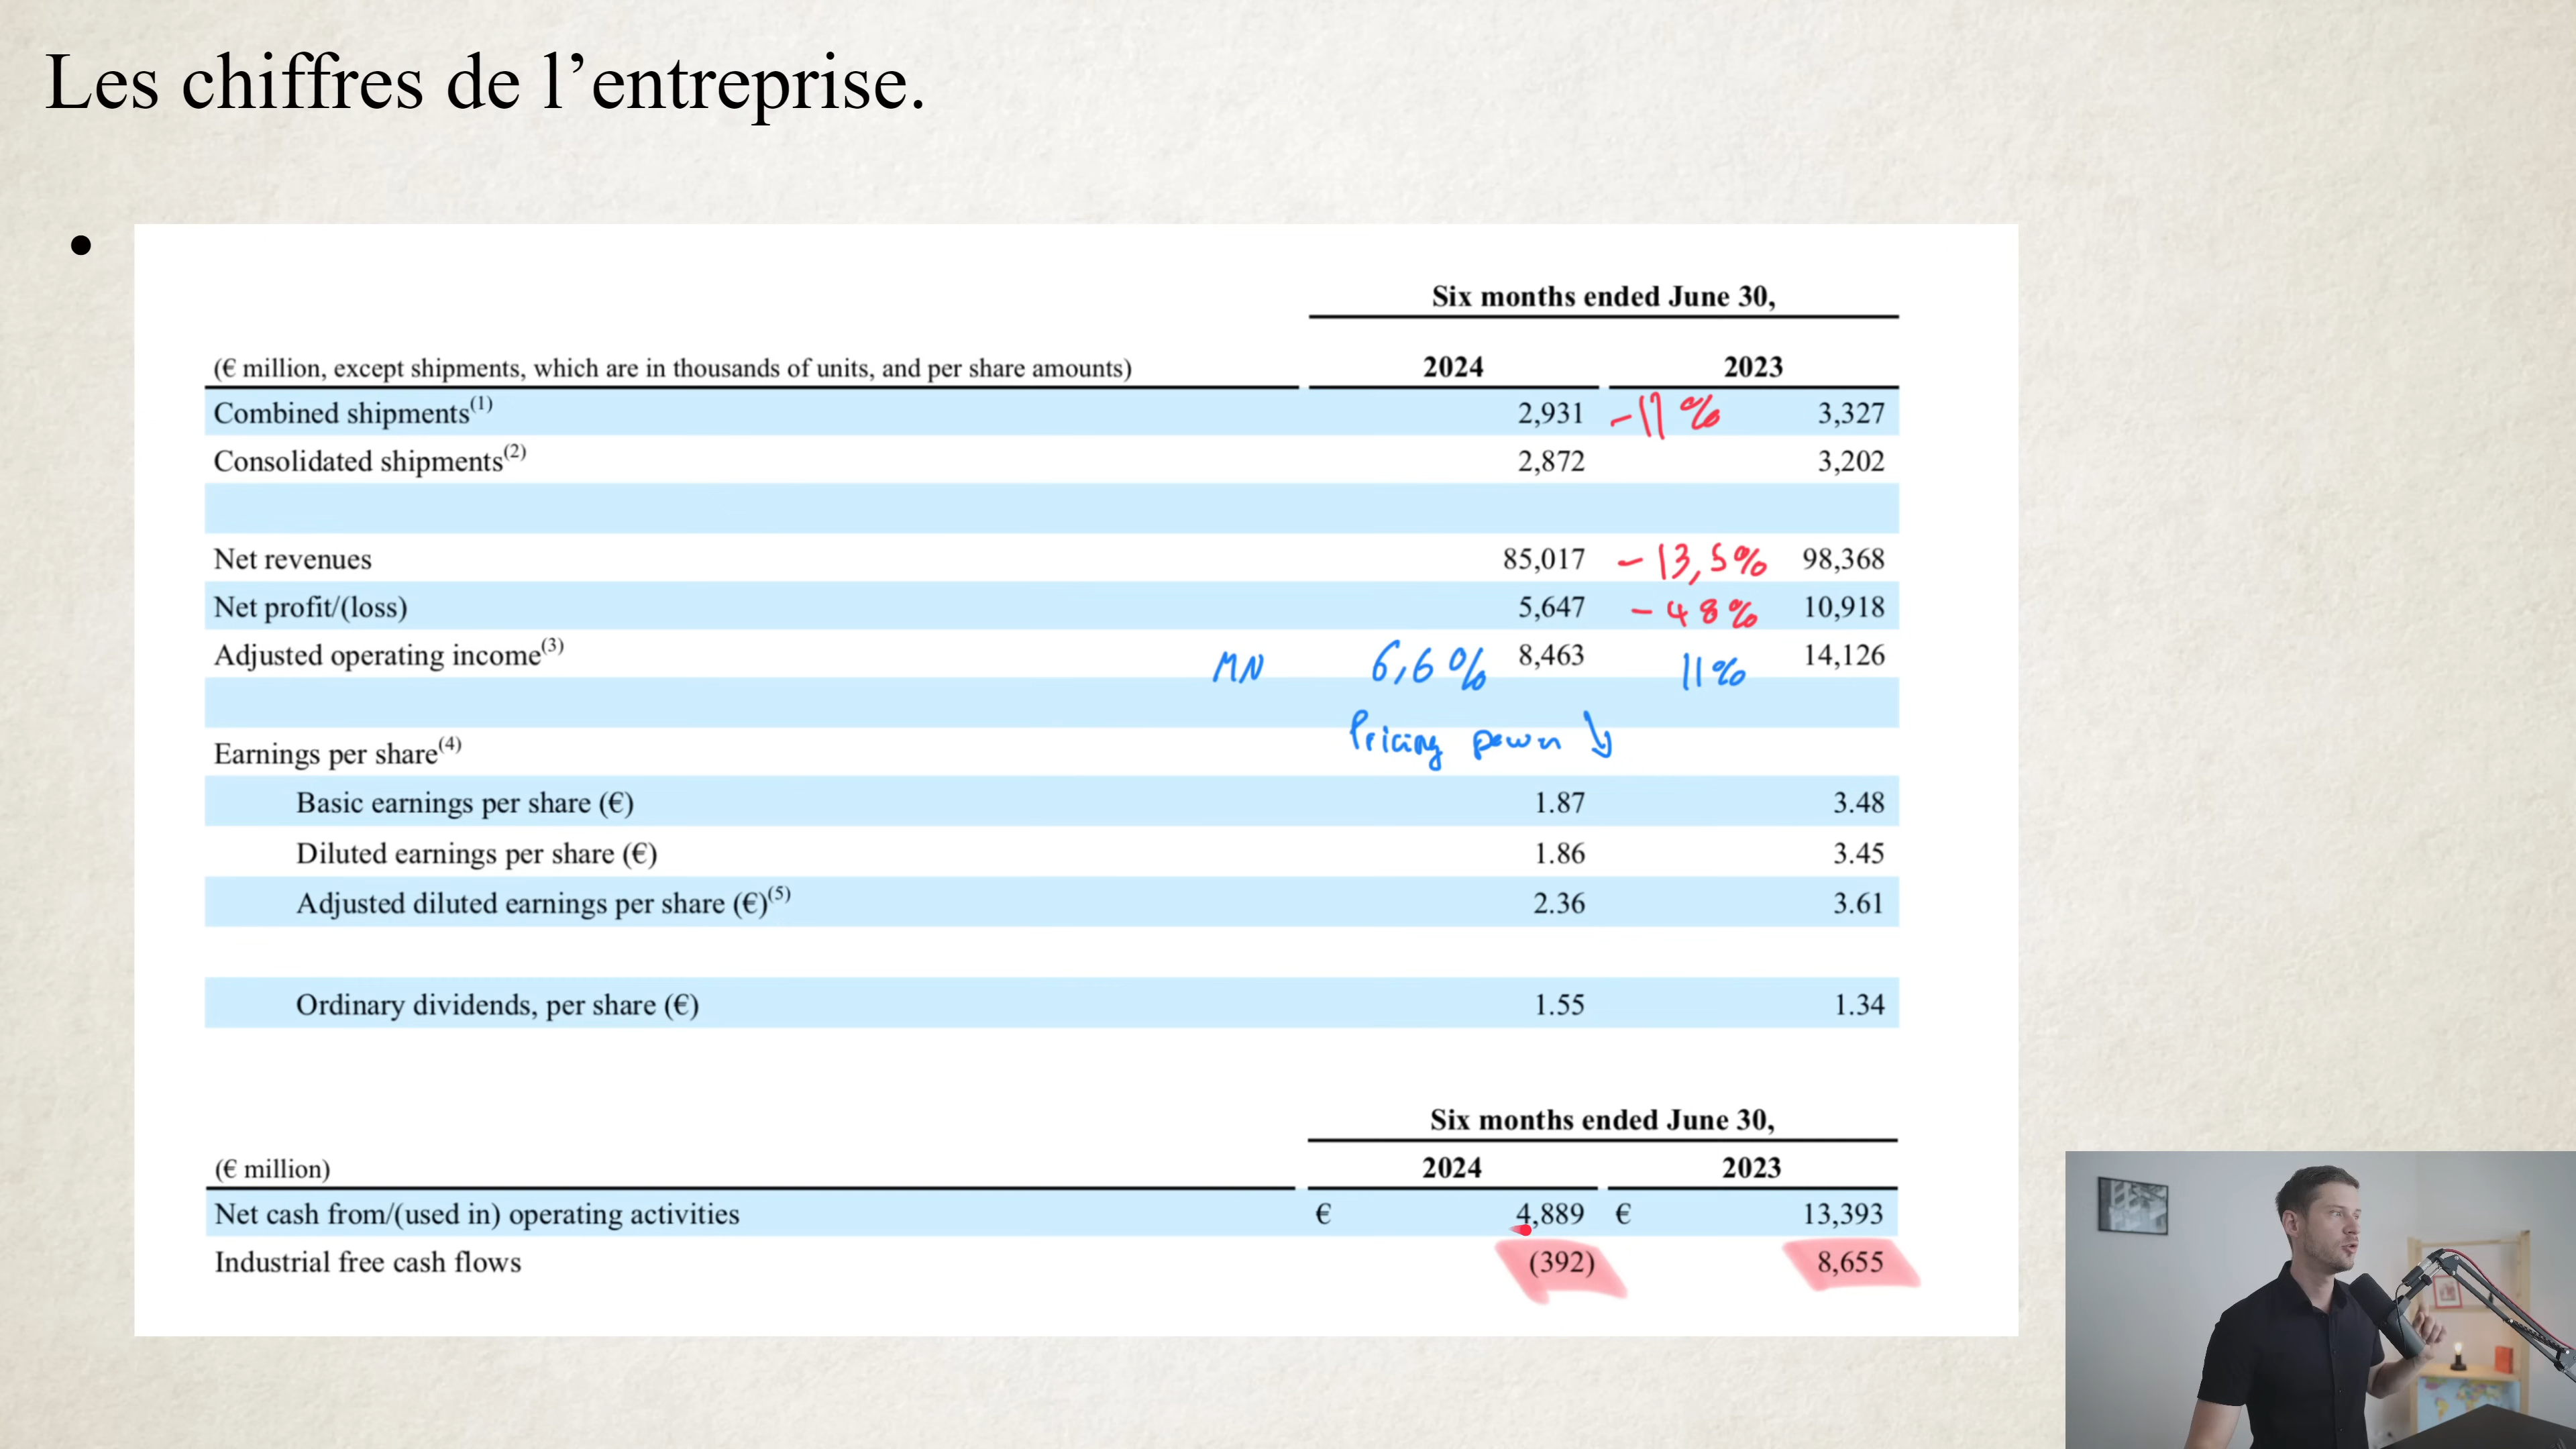 Les chiffres de l’entreprise.
•
Six months ended June 30,
(€ million, except shipments, which are in thousands of units, and per share amounts) 2024 2023
Combined shipments(1) 2,931 -11% 3,327
Consolidated shipments(2) 2,872 3,202
Net revenues 85,017 - 13,5% 98,368
Net profit/(loss) 5,647 - 48% 10,918
Adjusted operating income(3) MN 6,6% 8,463 11% 14,126
Pricing power ↘
Earnings per share(4)
Basic earnings per share (€) 1.87 3.48
Diluted earnings per share (€) 1.86 3.45
Adjusted diluted earnings per share (€)(5) 2.36 3.61
Ordinary dividends, per share (€) 1.55 1.34
Six months ended June 30,
(€ million) 2024 2023
Net cash from/(used in) operating activities € 4,889 € 13,393
Industrial free cash flows (392) 8,655